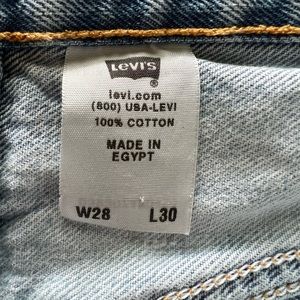 LEVI'S
levi.com
(800) USA-LEVI
100% COTTON
MADE IN
EGYPT
W28 L30